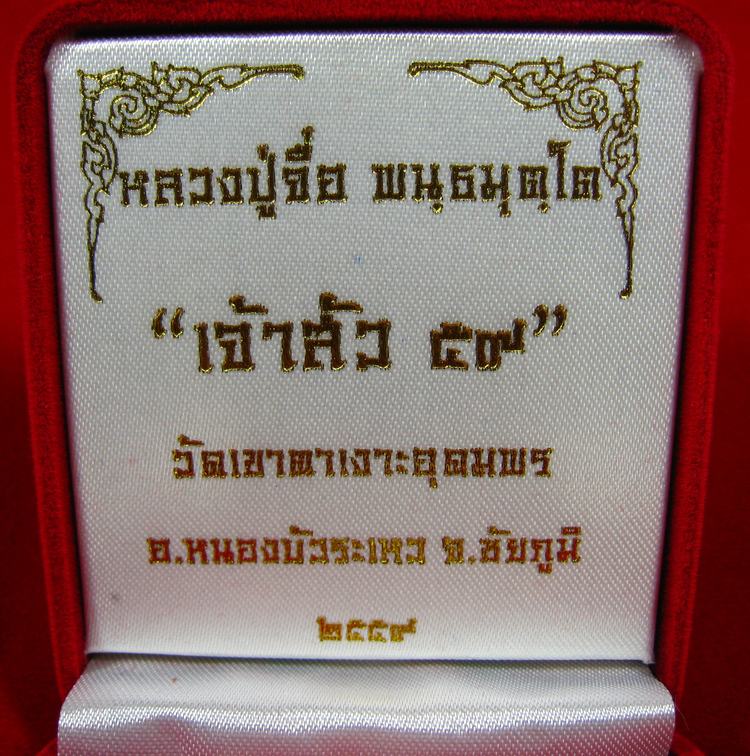 หลวงปู่จื่อ พนฺธมุตฺโต
“เจ้าสัว ๕๙”
วัดเขาตาเงาะอุดมพร
อ.หนองบัวระเหว จ.ชัยภูมิ
๒๕๕๙